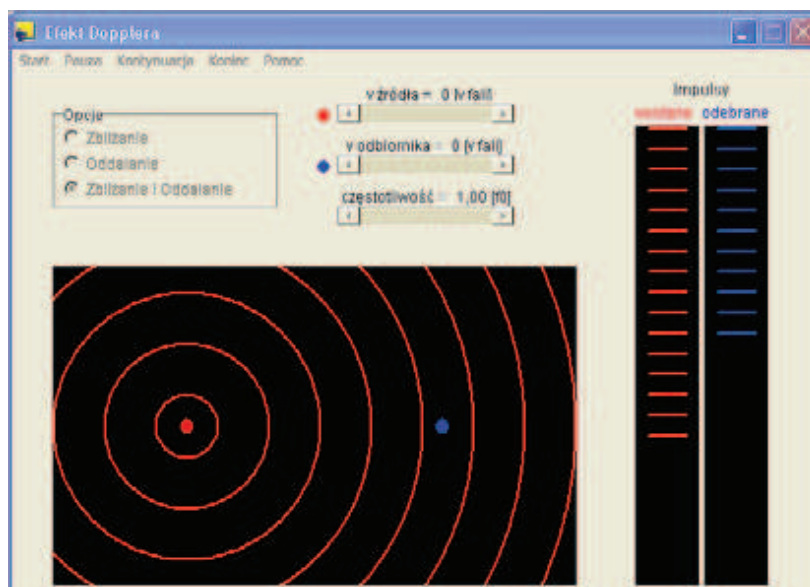 Efekt Dopplera
Start Pauza Kontynuacja Koniec Pomoc
Opcje
Zbliżanie
Oddalanie
Zbliżanie i Oddalanie
v źródła = 0 [v fali]
v odbiornika = 0 [v fali]
częstotliwość = 1,00 [f0]
Impulsy
wysłane odebrane